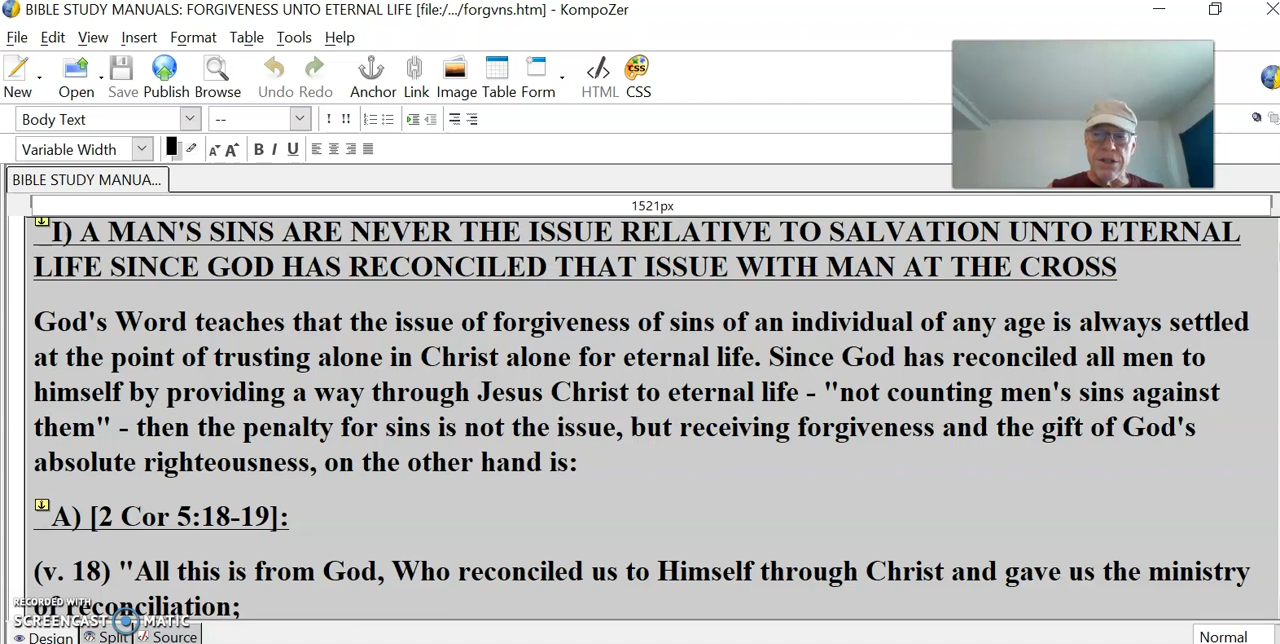 BIBLE STUDY MANUALS: FORGIVENESS UNTO ETERNAL LIFE [file:/.../forgvns.htm] - KompoZer
File Edit View Insert Format Table Tools Help
New Open Save Publish Browse Undo Redo Anchor Link Image Table Form HTML CSS
CSS
Body Text -- ! !!
Variable Width A A B I U
BIBLE STUDY MANUA...
1521px
I) A MAN'S SINS ARE NEVER THE ISSUE RELATIVE TO SALVATION UNTO ETERNAL
LIFE SINCE GOD HAS RECONCILED THAT ISSUE WITH MAN AT THE CROSS
God's Word teaches that the issue of forgiveness of sins of an individual of any age is always settled
at the point of trusting alone in Christ alone for eternal life. Since God has reconciled all men to
himself by providing a way through Jesus Christ to eternal life - "not counting men's sins against
them" - then the penalty for sins is not the issue, but receiving forgiveness and the gift of God's
absolute righteousness, on the other hand is:
A) [2 Cor 5:18-19]:
(v. 18) "All this is from God, Who reconciled us to Himself through Christ and gave us the ministry
of reconciliation;
RECORDED WITH
SCREENCAST MATIC
Design Split Source Normal